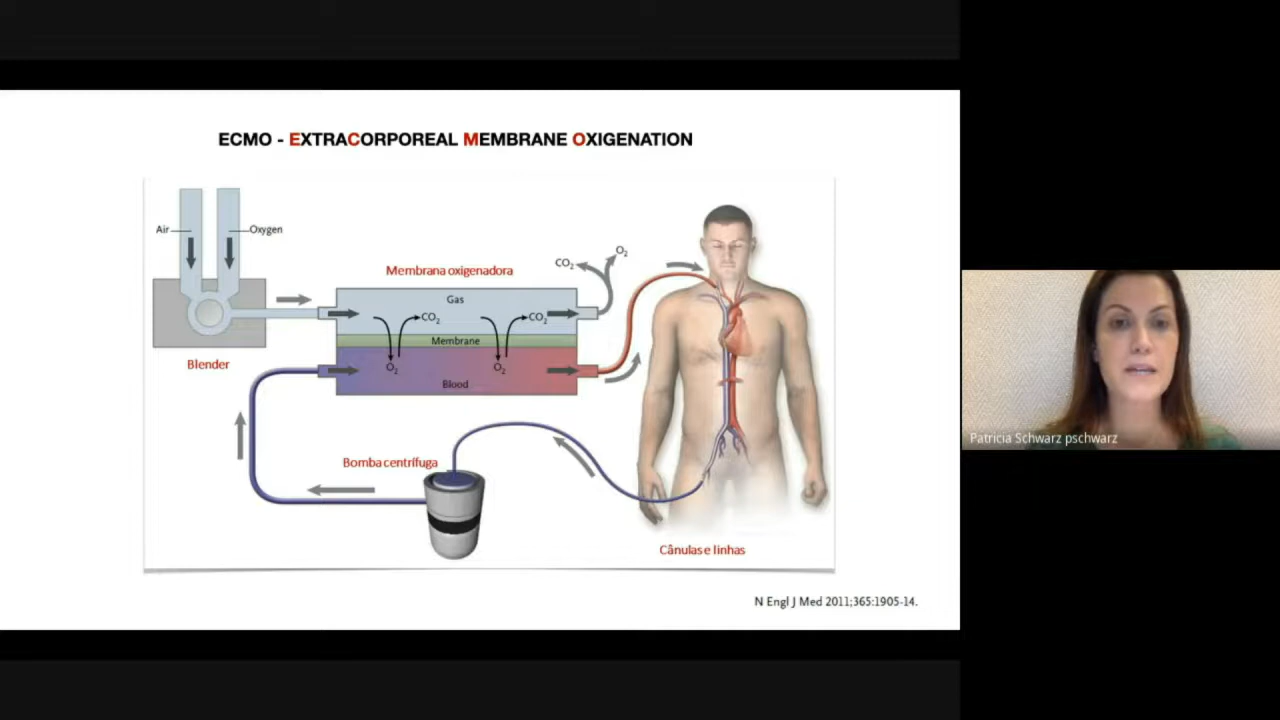 ECMO - EXTRACORPOREAL MEMBRANE OXIGENATION
Air
Oxygen
CO2
O2
Membrana oxigenadora
Gas
CO2
CO2
Membrane
O2
O2
Blood
Blender
Bomba centrífuga
Cânulas e linhas
N Engl J Med 2011;365:1905-14.
Patricia Schwarz pschwarz